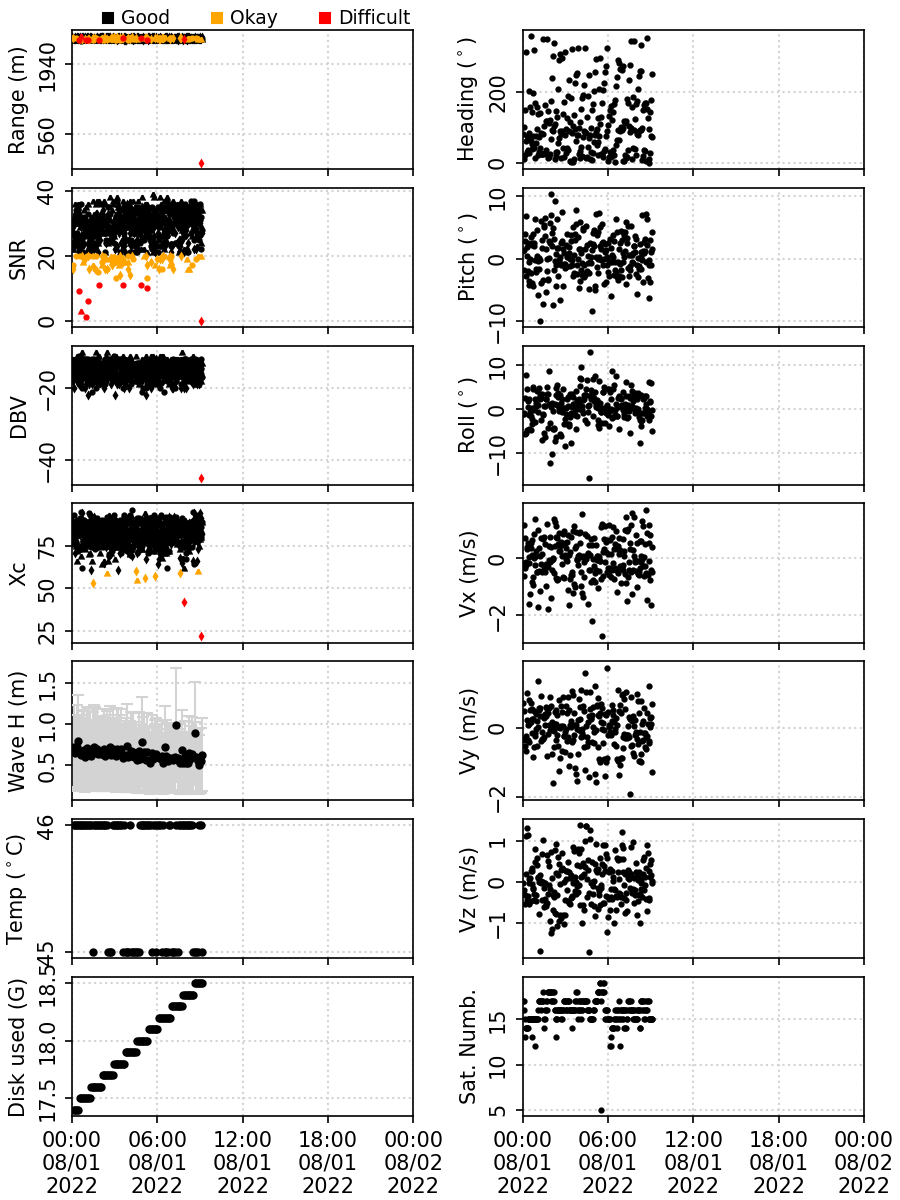 Good Okay Difficult
Range (m)
1940
560
Heading (°)
200
0
SNR
40
20
0
Pitch (°)
10
0
−10
DBV
−20
−40
Roll (°)
10
0
−10
Xc
75
50
25
Vx (m/s)
0
−2
Wave H (m)
1.5
1.0
0.5
Vy (m/s)
0
−2
Temp (°C)
46
45
Vz (m/s)
1
0
−1
Disk used (G)
18.5
18.0
17.5
Sat. Numb.
15
10
5
00:00 06:00 12:00 18:00 00:00
08/01 08/01 08/01 08/01 08/02
2022 2022 2022 2022 2022
00:00 06:00 12:00 18:00 00:00
08/01 08/01 08/01 08/01 08/02
2022 2022 2022 2022 2022